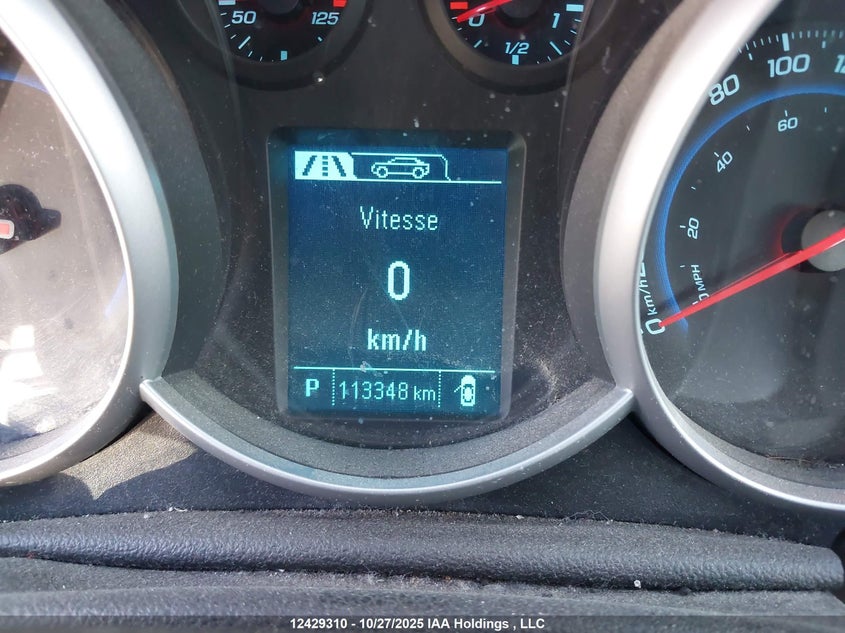 50 125
0 1/2 1
Vitesse
0
km/h
P 113348 km
80 100
20 40 60
0 km/h MPH
12429310 - 10/27/2025 IAA Holdings , LLC